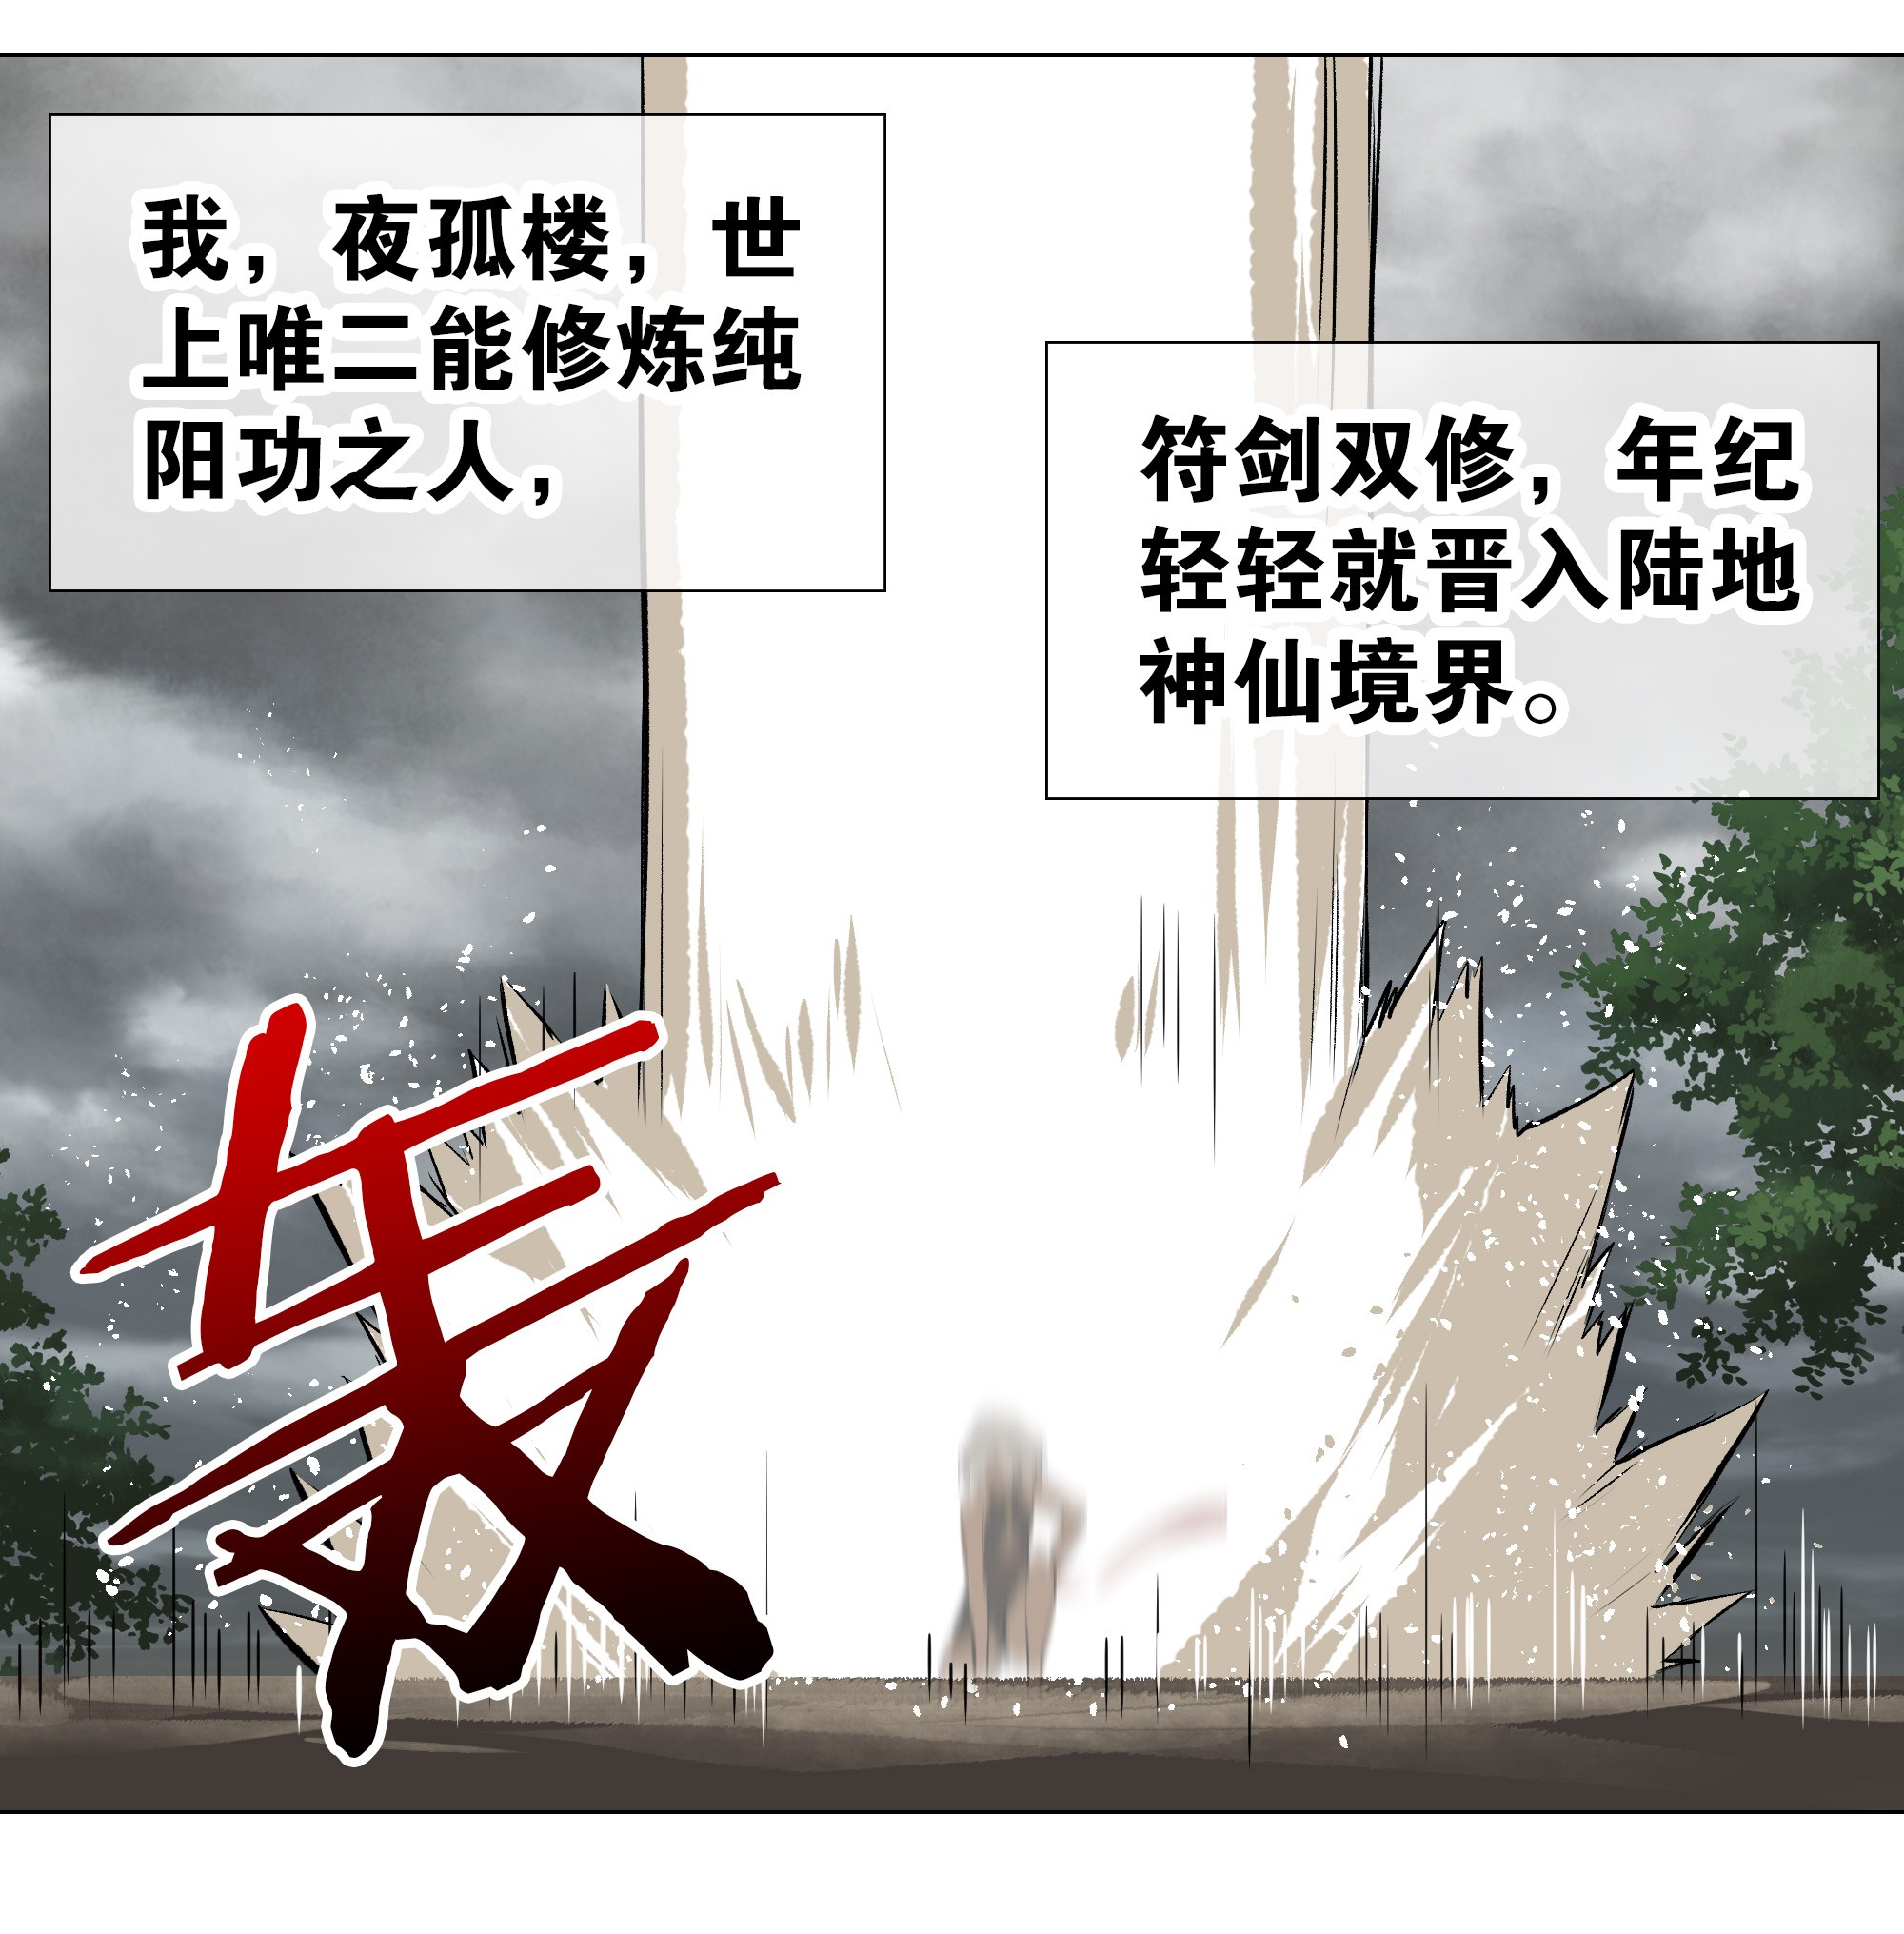 我，夜孤楼，世
上唯二能修炼纯
阳功之人，
符剑双修，年纪
轻轻就晋入陆地
神仙境界。